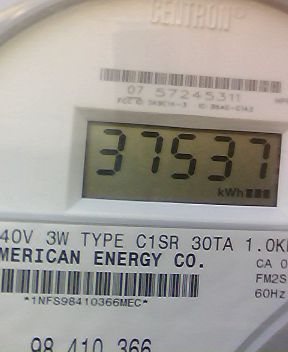 CENTRON®
07 57245311
37537
kWh
40V 3W TYPE C1SR 30TA 1.0K
MERICAN ENERGY CO.
CA 0
FM2S
60Hz
*1NFS98410366MEC*
98 410 366